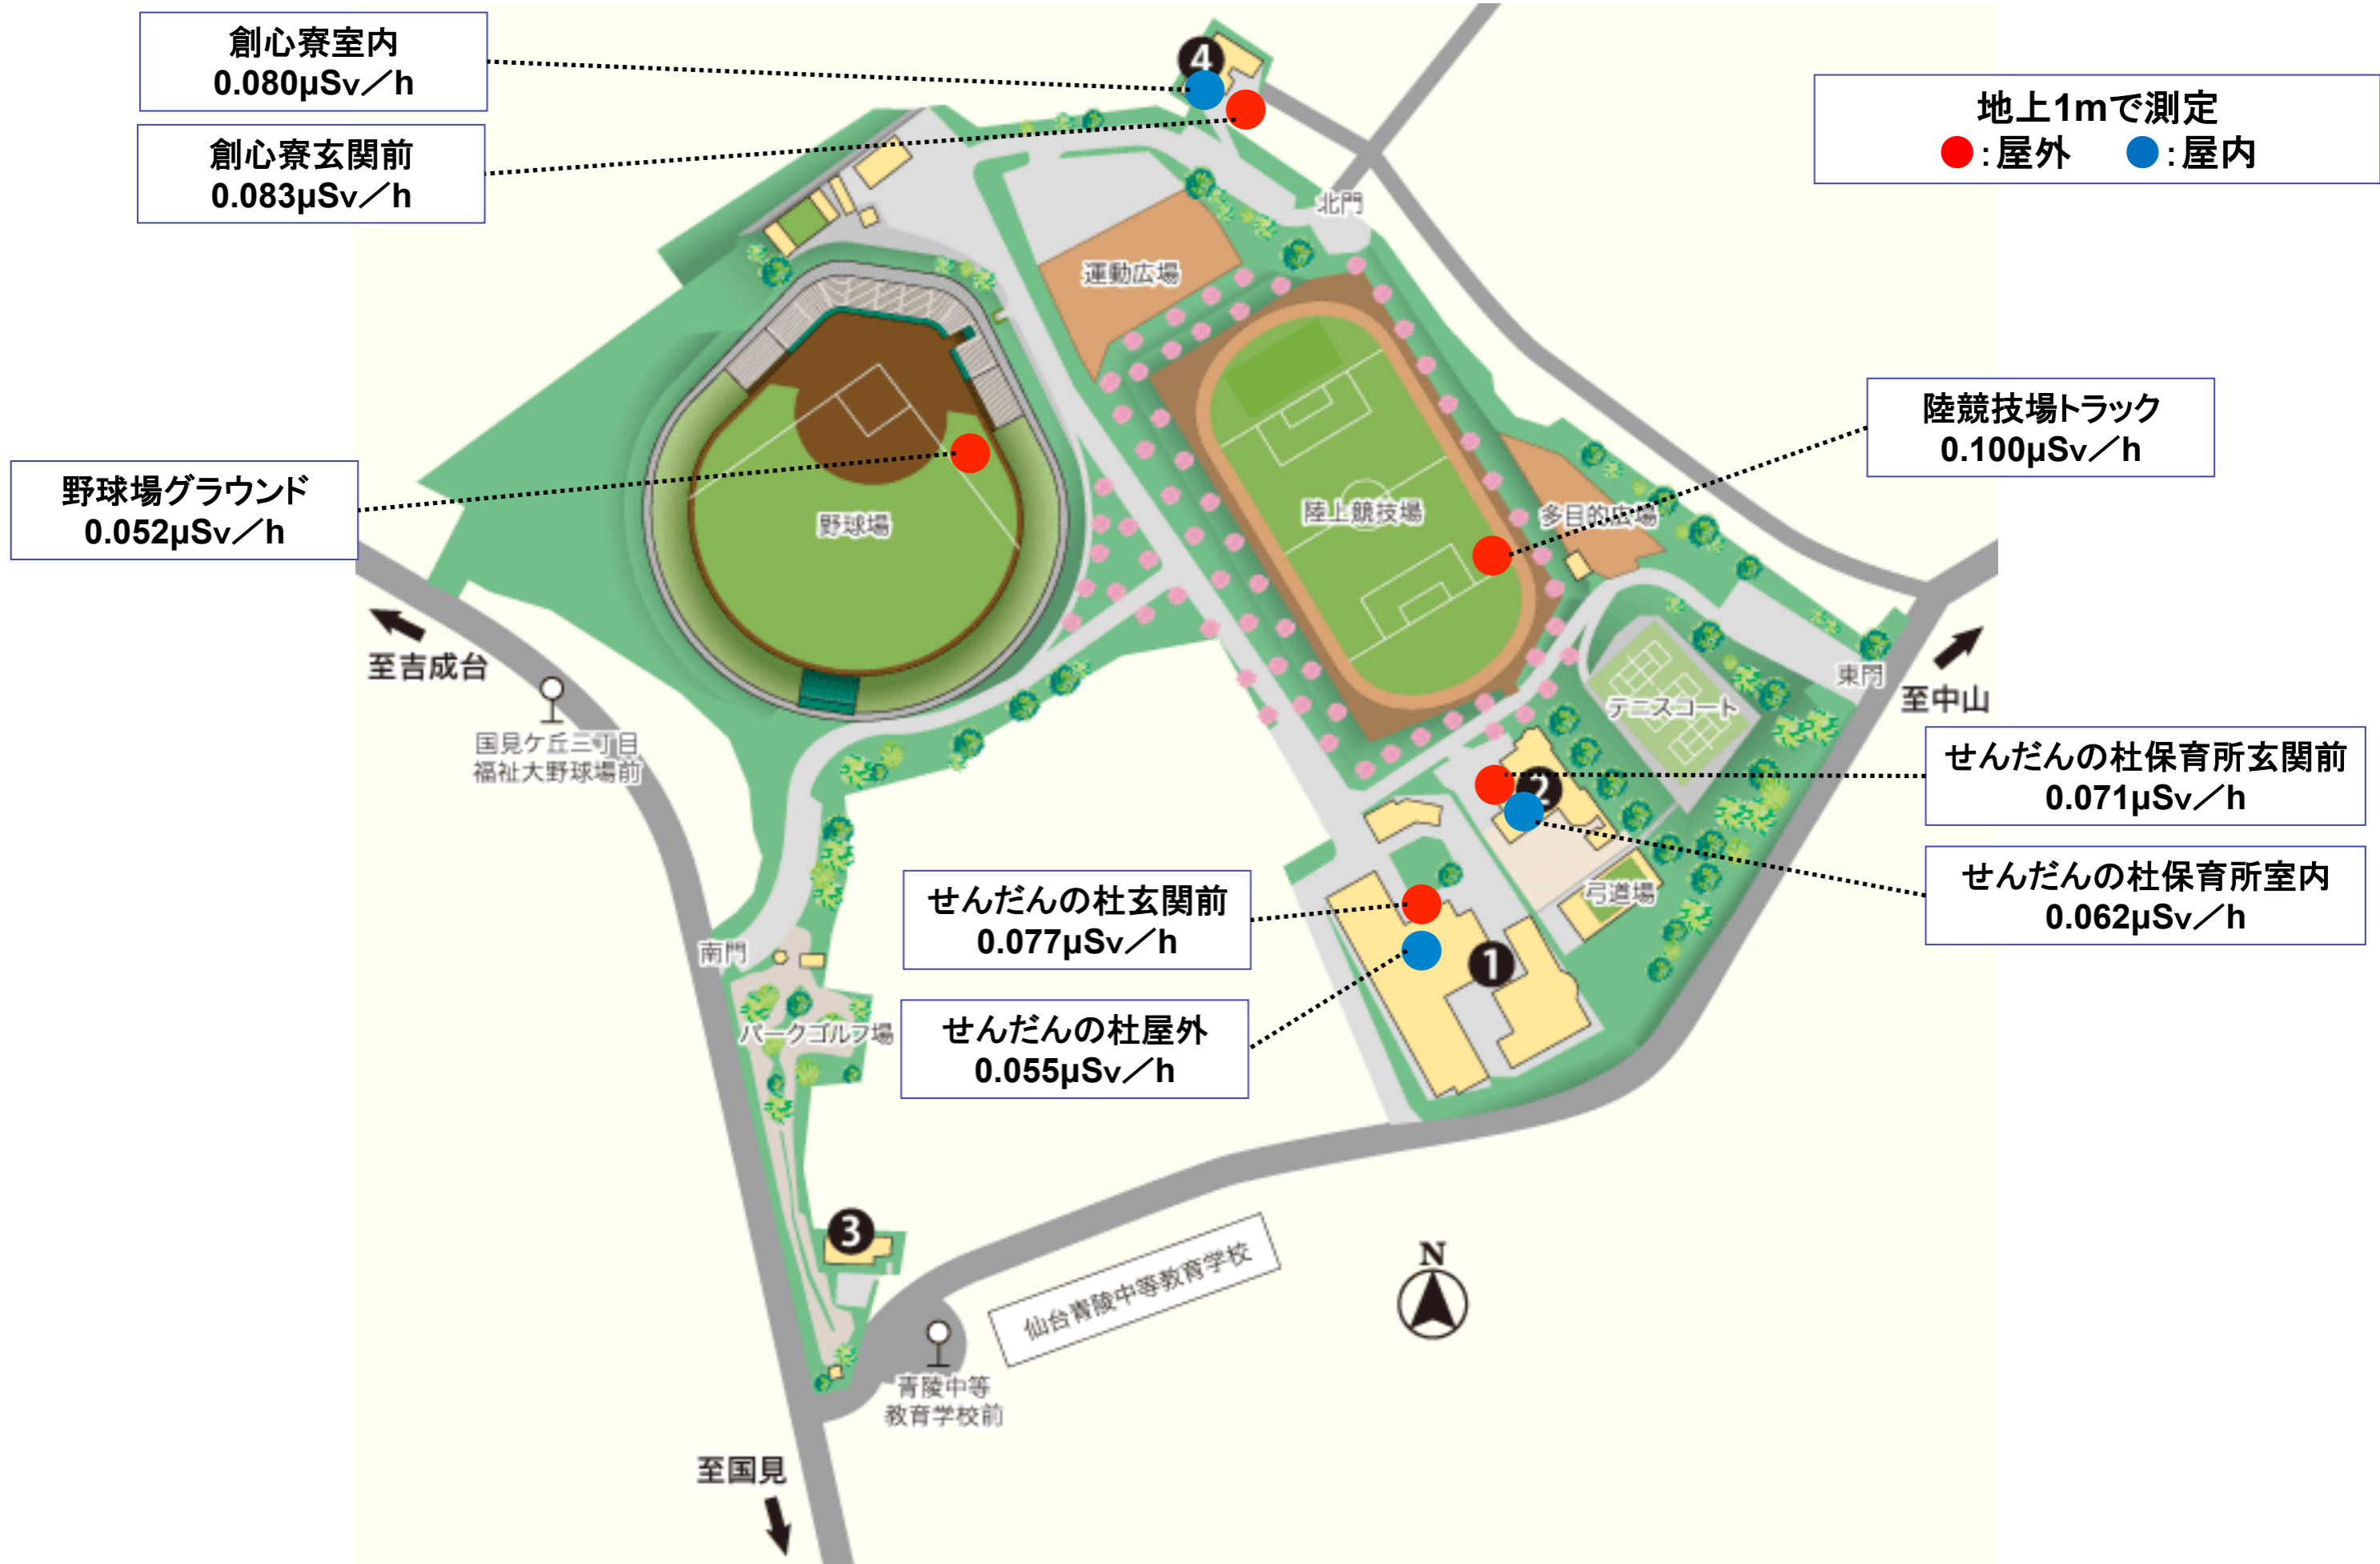 創心寮室内
0.080μSv／h
創心寮玄関前
0.083μSv／h
地上1mで測定
：屋外
：屋内
4
北門
運動広場
陸競技場トラック
0.100μSv／h
野球場グラウンド
0.052μSv／h
野球場
陸上競技場
多目的広場
至吉成台
東門
至中山
テニスコート
国見ケ丘三丁目
福祉大野球場前
せんだんの杜保育所玄関前
0.071μSv／h
2
せんだんの杜保育所室内
0.062μSv／h
弓道場
せんだんの杜玄関前
0.077μSv／h
南門
1
せんだんの杜屋外
0.055μSv／h
パークゴルフ場
3
仙台青陵中等教育学校
N
青陵中等
教育学校前
至国見